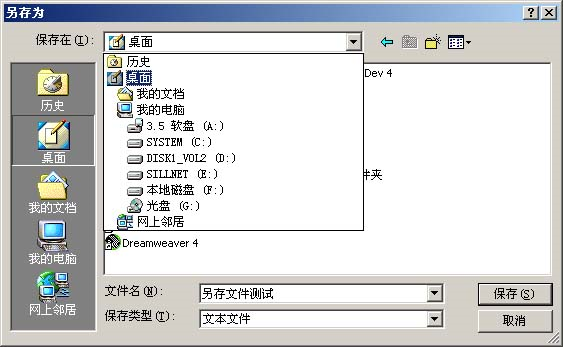 另存为
保存在(I):
桌面
历史
桌面
我的文档
我的电脑
3.5 软盘 (A:)
SYSTEM (C:)
DISK1_VOL2 (D:)
SILLNET (E:)
本地磁盘 (F:)
光盘 (G:)
网上邻居
Dev 4
件夹
Dreamweaver 4
历史
桌面
我的文档
我的电脑
网上邻居
文件名(N):
另存文件测试
保存(S)
保存类型(T):
文本文件
取消